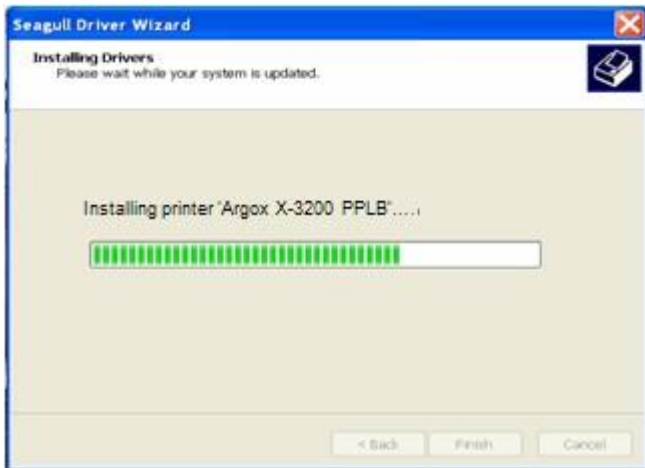 Seagull Driver Wizard
Installing Drivers
Please wait while your system is updated.
Installing printer 'Argox X-3200 PPLB'....
< Back
Finish
Cancel